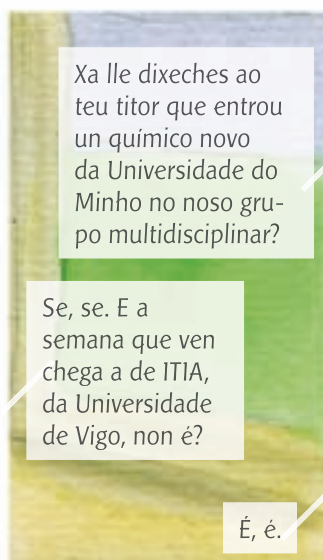 Xa lle dixeches ao
teu titor que entrou
un químico novo
da Universidade do
Minho no noso gru-
po multidisciplinar?
Se, se. E a
semana que ven
chega a de ITIA,
da Universidade
de Vigo, non é?
É, é.